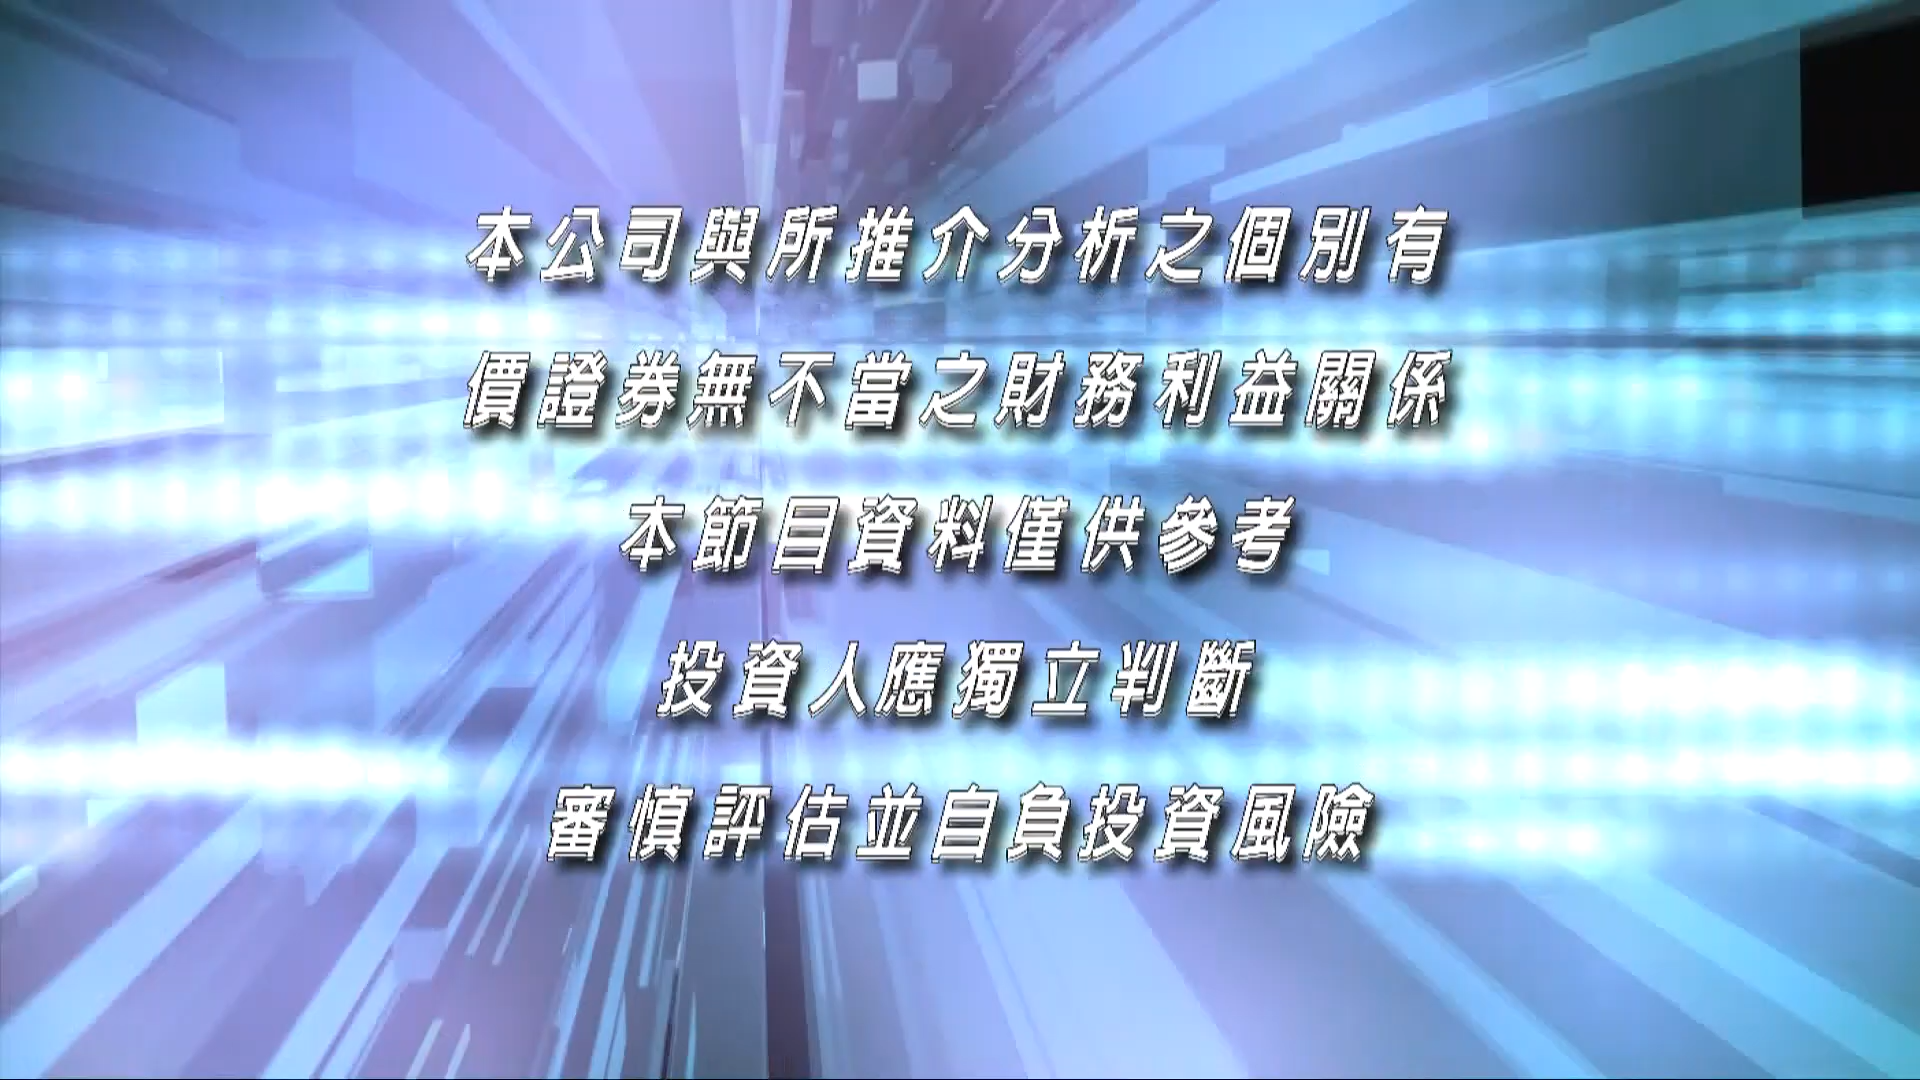 本公司與所推介分析之個別有
價證券無不當之財務利益關係
本節目資料僅供參考
投資人應獨立判斷
審慎評估並自負投資風險